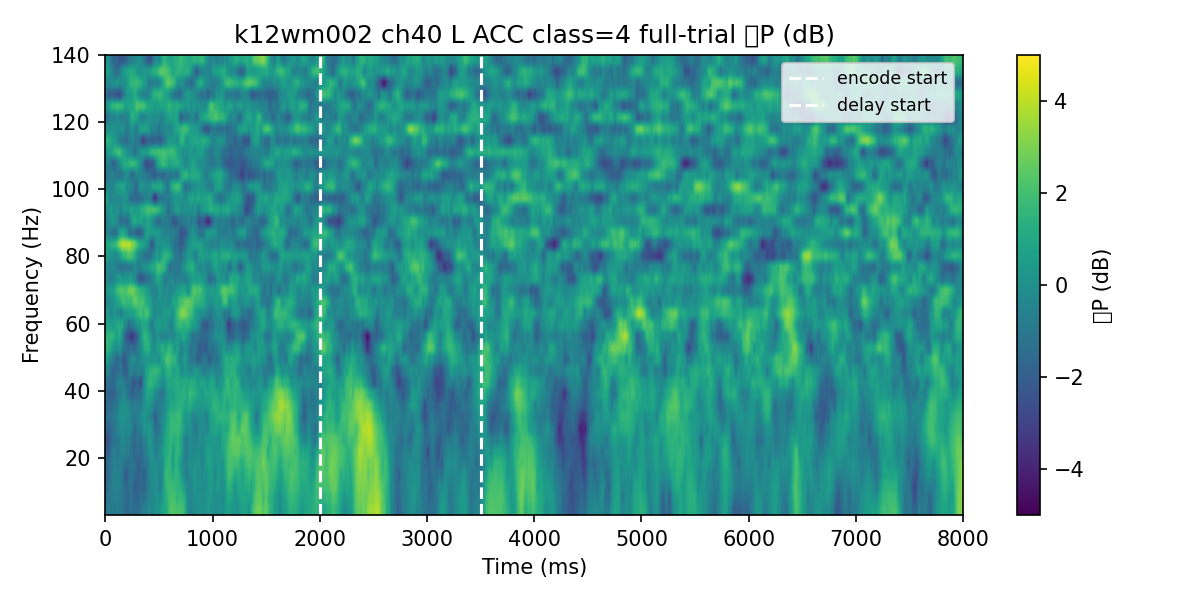 k12wm002 ch40 L ACC class=4 full-trial ▯P (dB)
140
120
100
80
60
40
20
Frequency (Hz)
encode start
delay start
0 1000 2000 3000 4000 5000 6000 7000 8000
Time (ms)
4
2
0
−2
−4
▯P (dB)